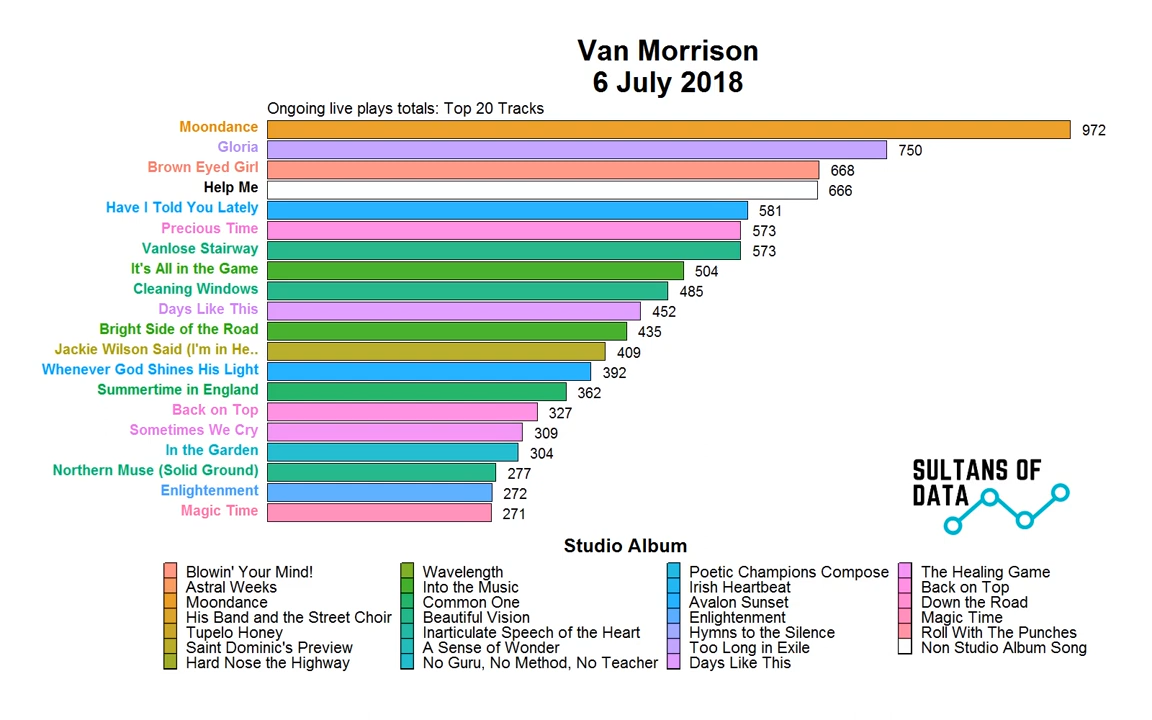 Van Morrison
6 July 2018
Ongoing live plays totals: Top 20 Tracks
Moondance 972
Gloria 750
Brown Eyed Girl 668
Help Me 666
Have I Told You Lately 581
Precious Time 573
Vanlose Stairway 573
It's All in the Game 504
Cleaning Windows 485
Days Like This 452
Bright Side of the Road 435
Jackie Wilson Said (I'm in He.. 409
Whenever God Shines His Light 392
Summertime in England 362
Back on Top 327
Sometimes We Cry 309
In the Garden 304
Northern Muse (Solid Ground) 277
Enlightenment 272
Magic Time 271
SULTANS OF
DATA
Studio Album
Blowin' Your Mind!
Astral Weeks
Moondance
His Band and the Street Choir
Tupelo Honey
Saint Dominic's Preview
Hard Nose the Highway
Wavelength
Into the Music
Common One
Beautiful Vision
Inarticulate Speech of the Heart
A Sense of Wonder
No Guru, No Method, No Teacher
Poetic Champions Compose
Irish Heartbeat
Avalon Sunset
Enlightenment
Hymns to the Silence
Too Long in Exile
Days Like This
The Healing Game
Back on Top
Down the Road
Magic Time
Roll With The Punches
Non Studio Album Song